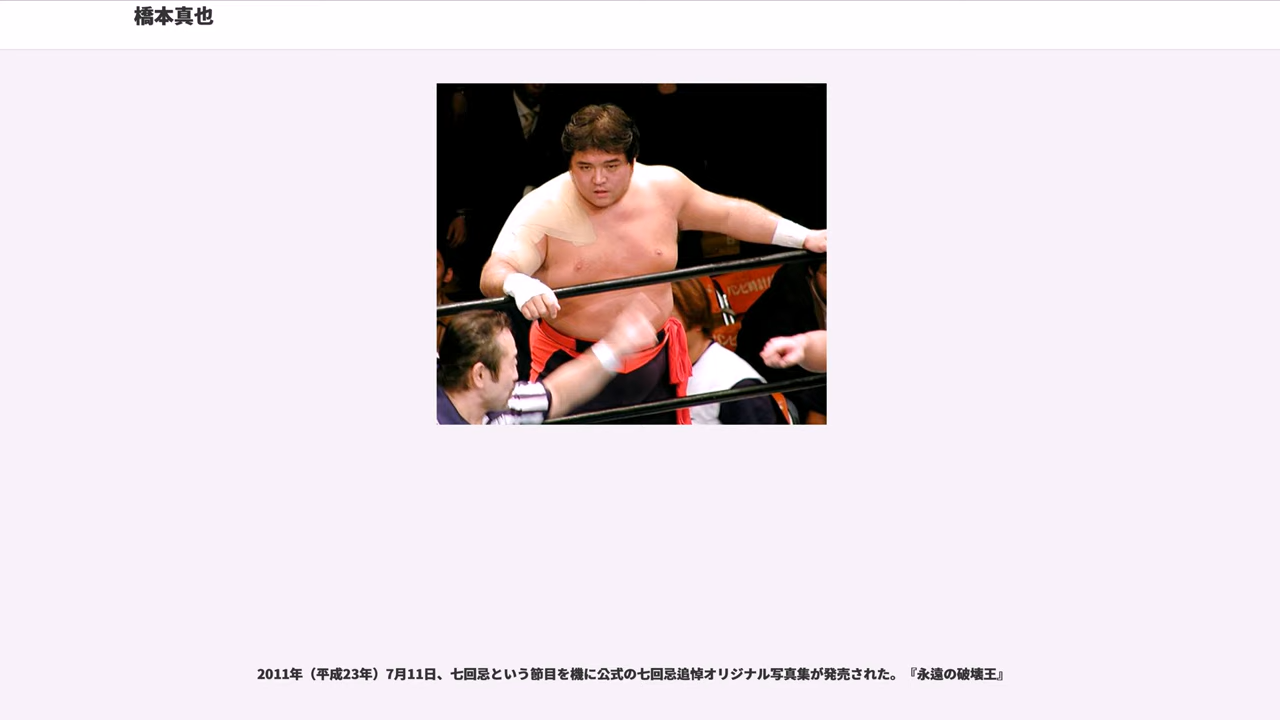 橋本真也
バンビ
2011年（平成23年）7月11日、七回忌という節目を機に公式の七回忌追悼オリジナル写真集が発売された。『永遠の破壊王』